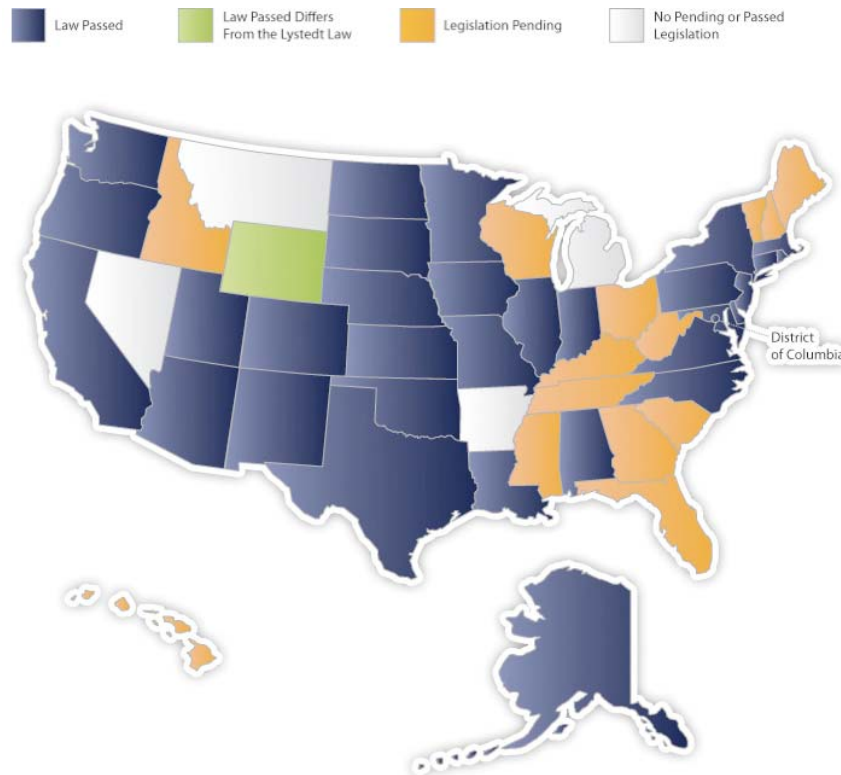 Law Passed
Law Passed Differs
From the Lystedt Law
Legislation Pending
No Pending or Passed
Legislation
District
of Columbia